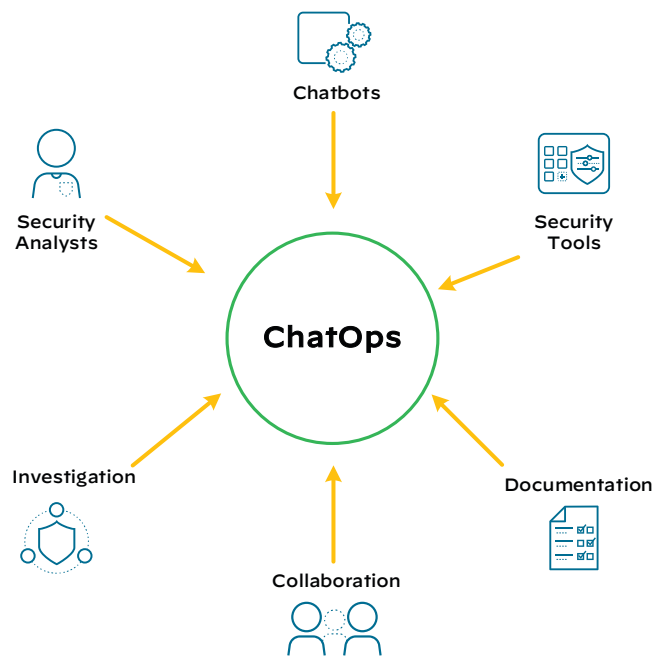 Chatbots
Security
Analysts
Security
Tools
ChatOps
Investigation
Documentation
Collaboration